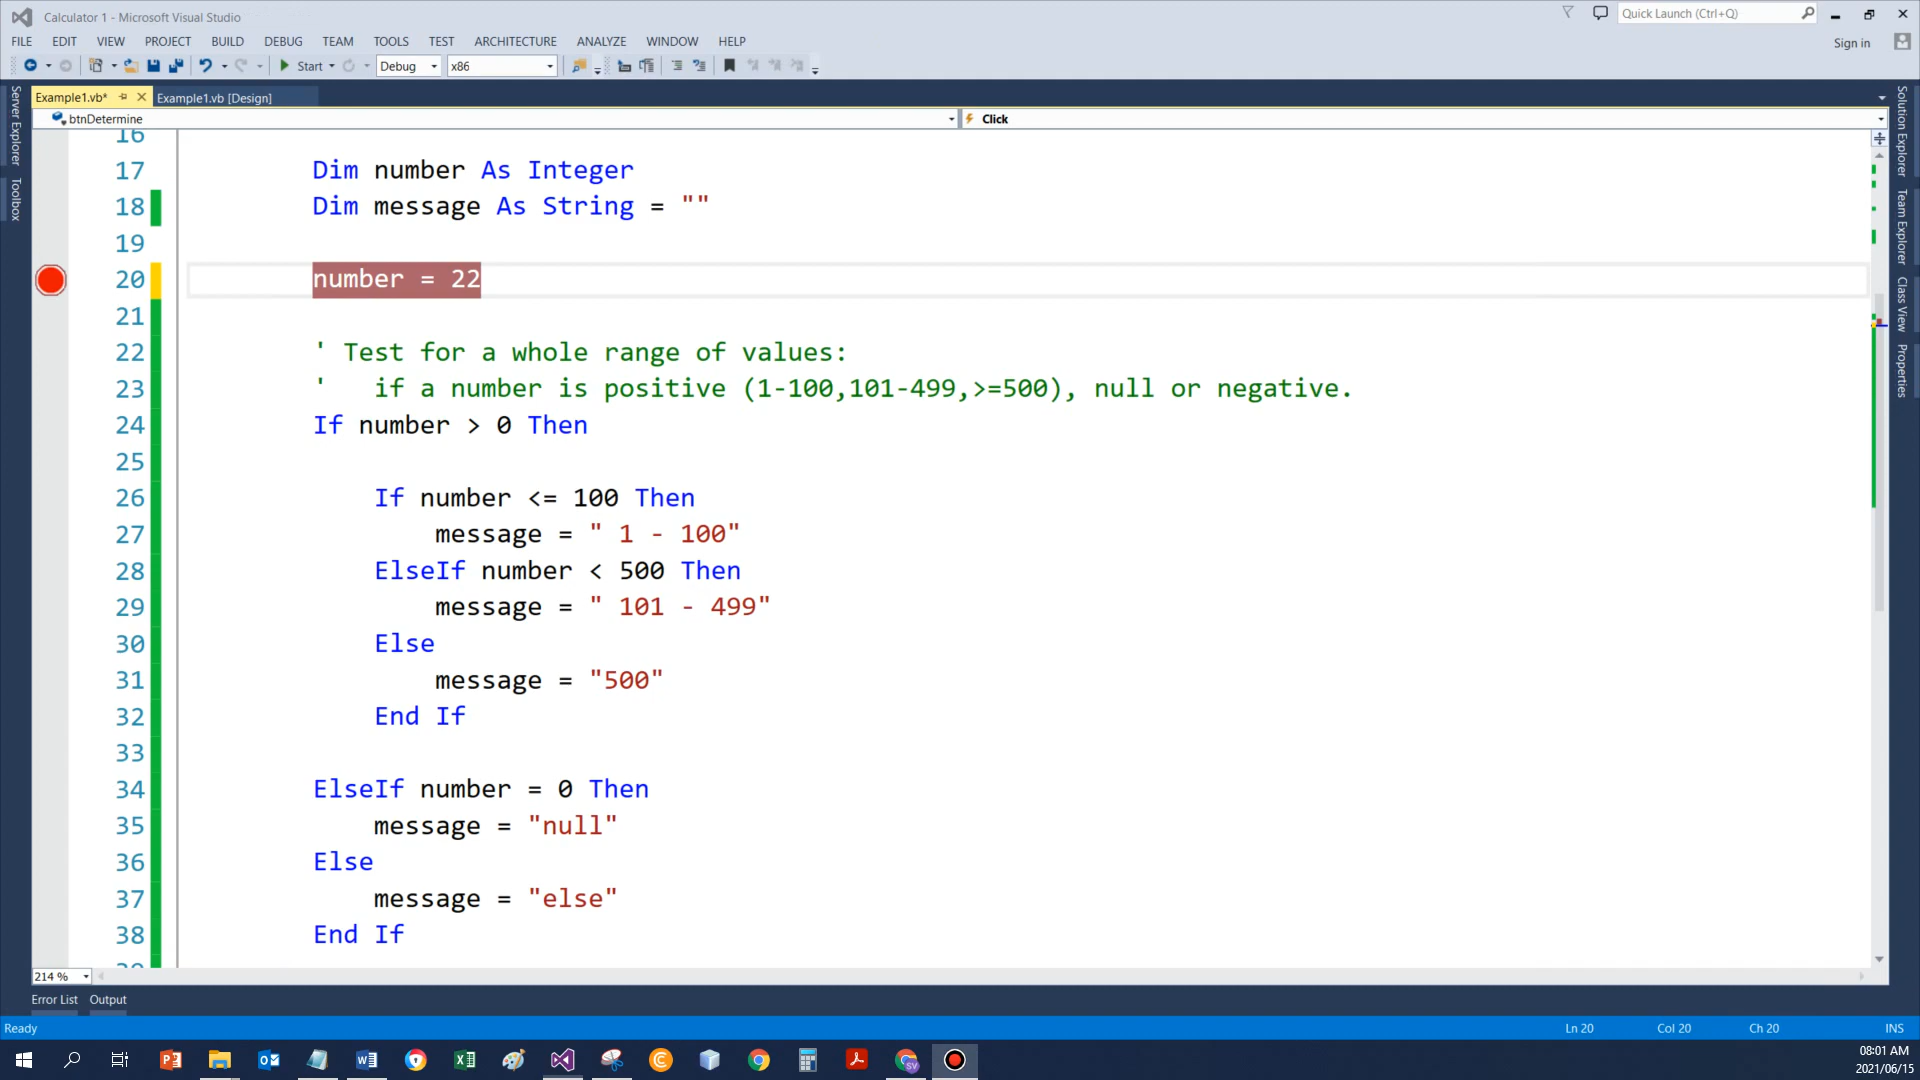 Calculator 1 - Microsoft Visual Studio
Quick Launch (Ctrl+Q)
FILE EDIT VIEW PROJECT BUILD DEBUG TEAM TOOLS TEST ARCHITECTURE ANALYZE WINDOW HELP
Sign in
Start Debug x86
Example1.vb* Example1.vb [Design]
btnDetermine Click
Server Explorer
Toolbox
Solution Explorer
Team Explorer
Class View
Properties
16
17 Dim number As Integer
18 Dim message As String = ""
19
20 number = 22
21
22 ' Test for a whole range of values:
23 '   if a number is positive (1-100,101-499,>=500), null or negative.
24 If number > 0 Then
25
26 If number <= 100 Then
27 message = " 1 - 100"
28 ElseIf number < 500 Then
29 message = " 101 - 499"
30 Else
31 message = "500"
32 End If
33
34 ElseIf number = 0 Then
35 message = "null"
36 Else
37 message = "else"
38 End If
214 %
Error List Output
Ready Ln 20 Col 20 Ch 20 INS
08:01 AM
2021/06/15